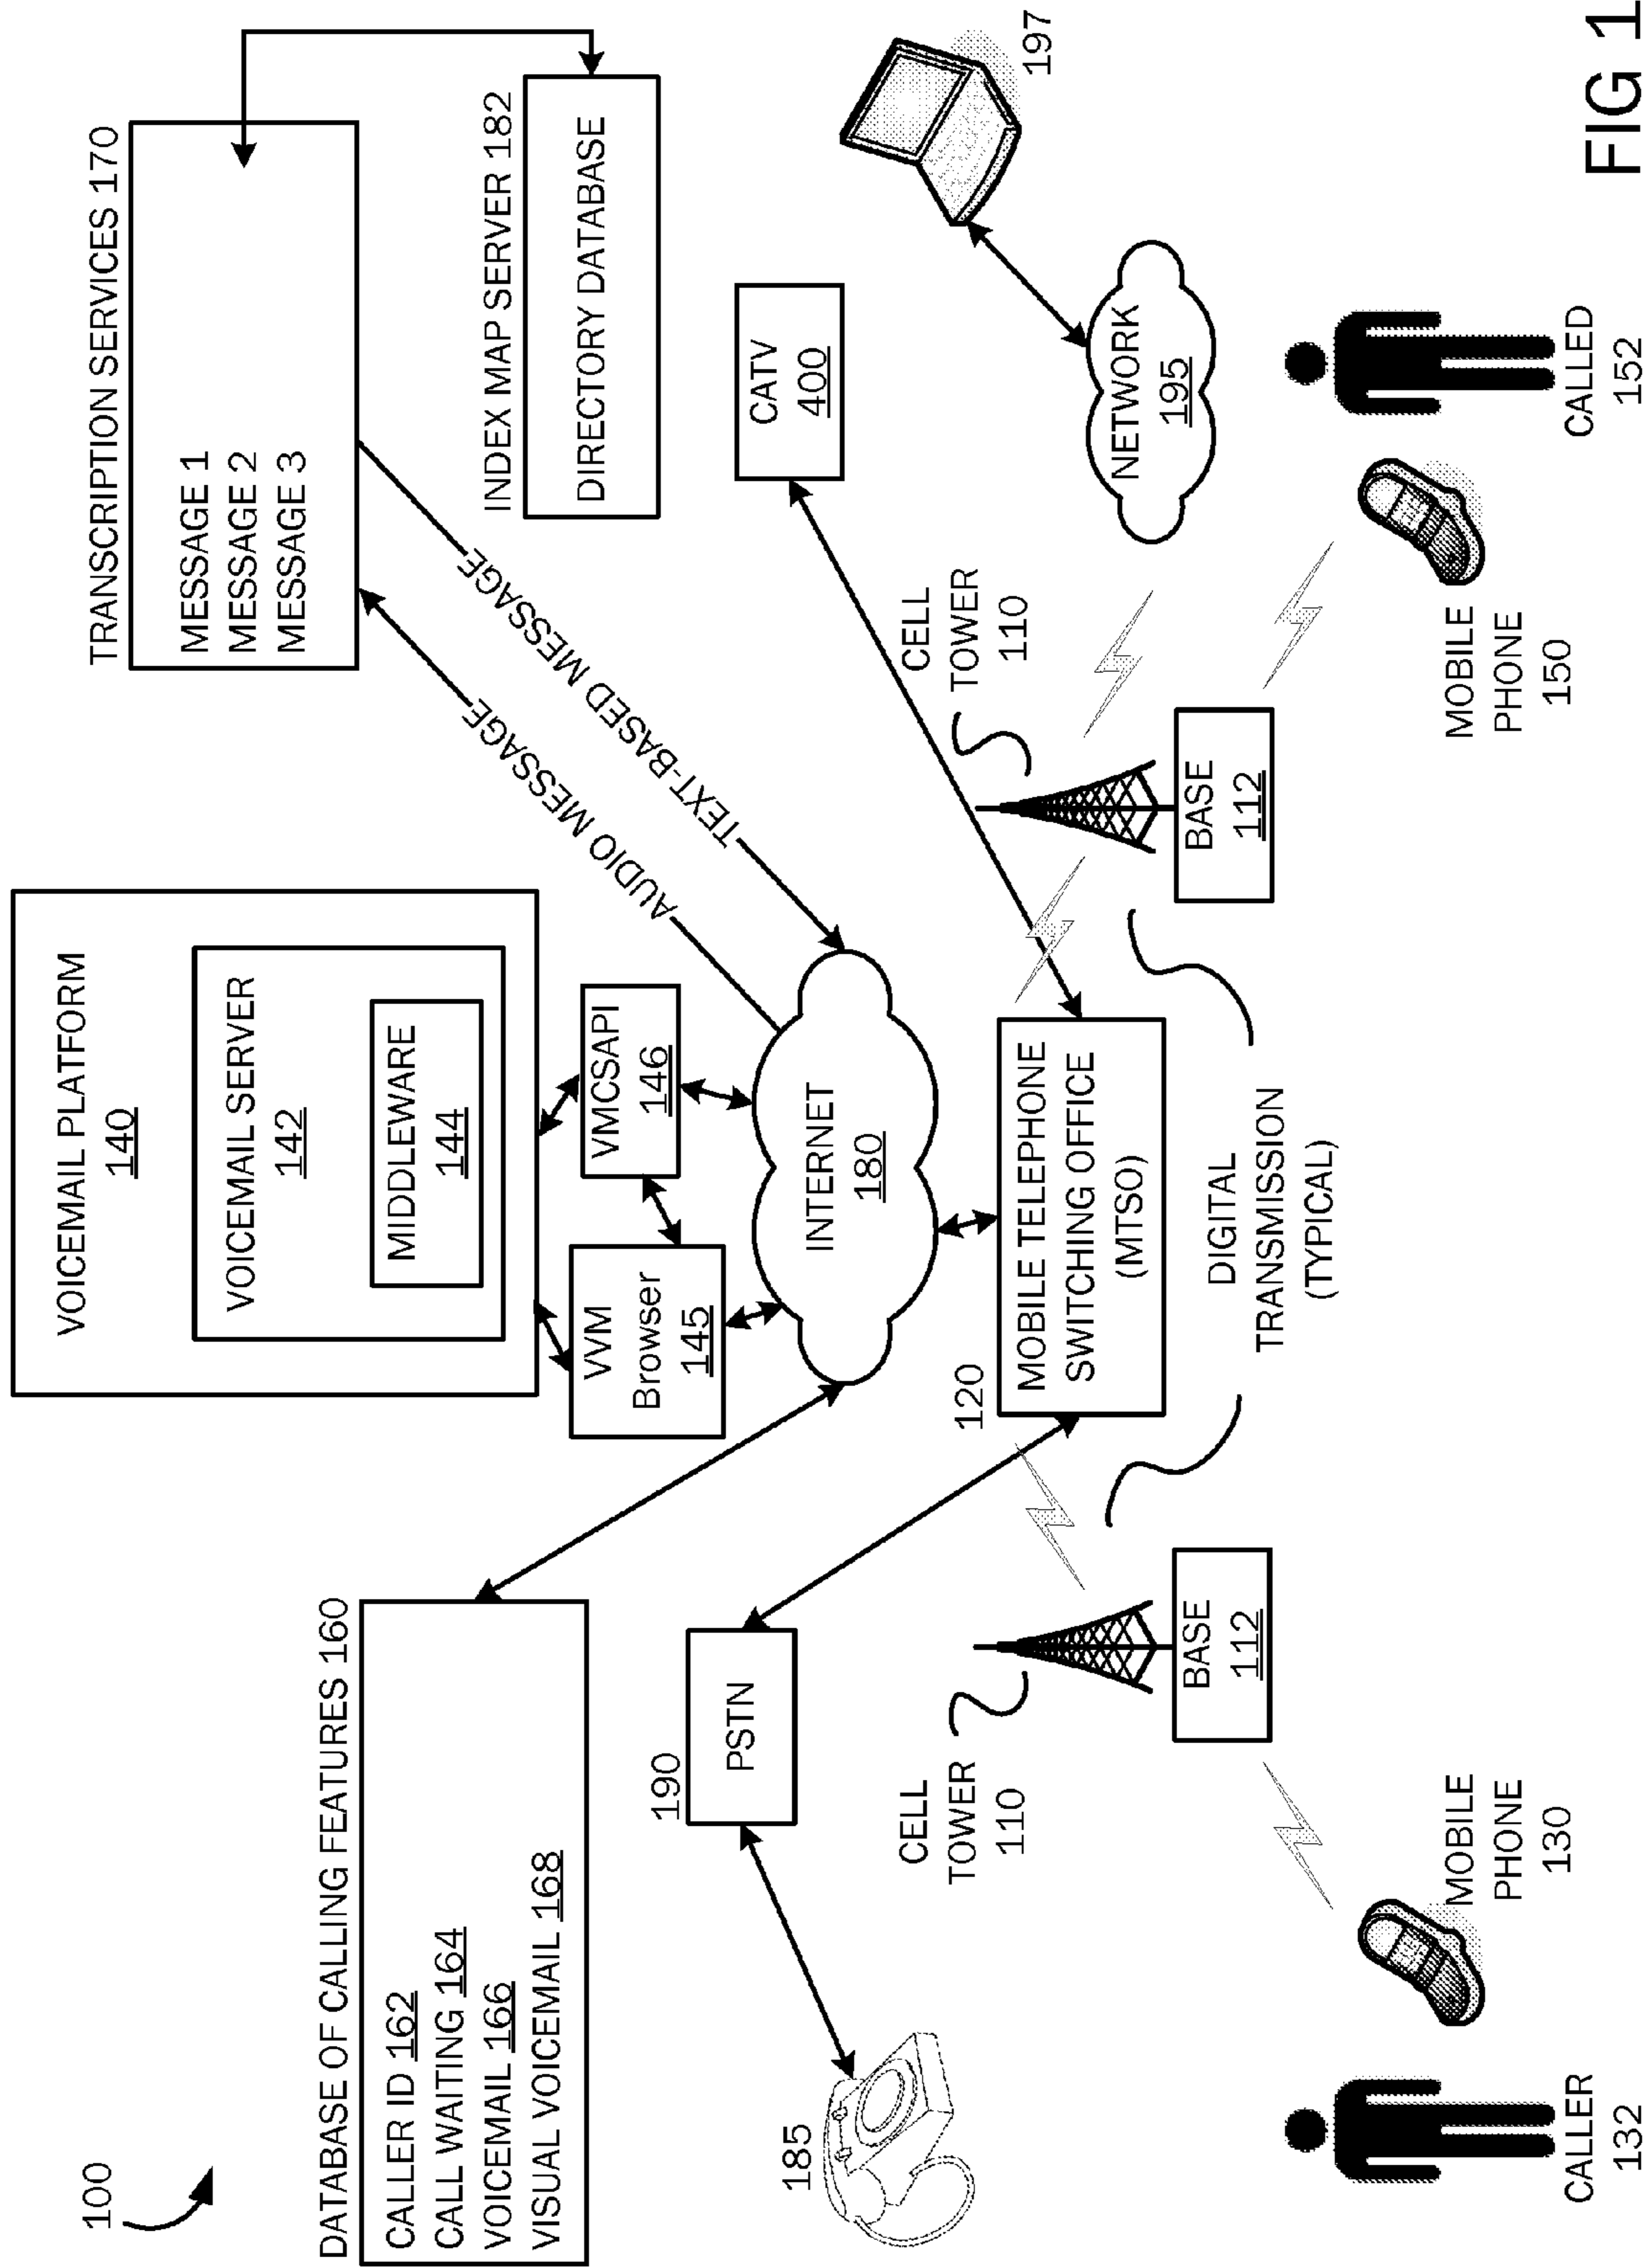 100
VOICEMAIL PLATFORM
140
VOICEMAIL SERVER
142
MIDDLEWARE
144
TRANSCRIPTION SERVICES 170
MESSAGE 1
MESSAGE 2
MESSAGE 3
DATABASE OF CALLING FEATURES 160
CALLER ID 162
CALL WAITING 164
VOICEMAIL 166
VISUAL VOICEMAIL 168
VVM
Browser
145
VMCSAPI
146
AUDIO MESSAGE
TEXT-BASED MESSAGE
INDEX MAP SERVER 182
DIRECTORY DATABASE
190
PSTN
INTERNET
180
CATV
400
185
CELL
TOWER
110
120
MOBILE TELEPHONE
SWITCHING OFFICE
(MTSO)
CELL
TOWER
110
197
NETWORK
195
BASE
112
DIGITAL
TRANSMISSION
(TYPICAL)
BASE
112
MOBILE
PHONE
130
MOBILE
PHONE
150
CALLER
132
CALLED
152
FIG 1